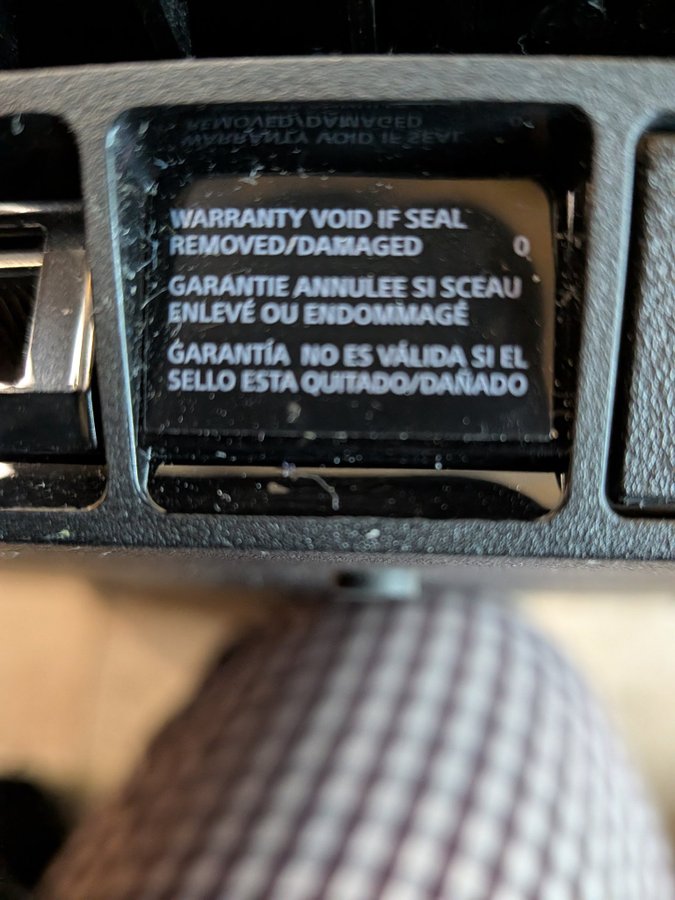 WARRANTY VOID IF SEAL
REMOVED/DAMAGED 0
GARANTIE ANNULEE SI SCEAU
ENLEVÉ OU ENDOMMAGÉ
GARANTÍA NO ES VÁLIDA SI EL
SELLO ESTA QUITADO/DAÑADO